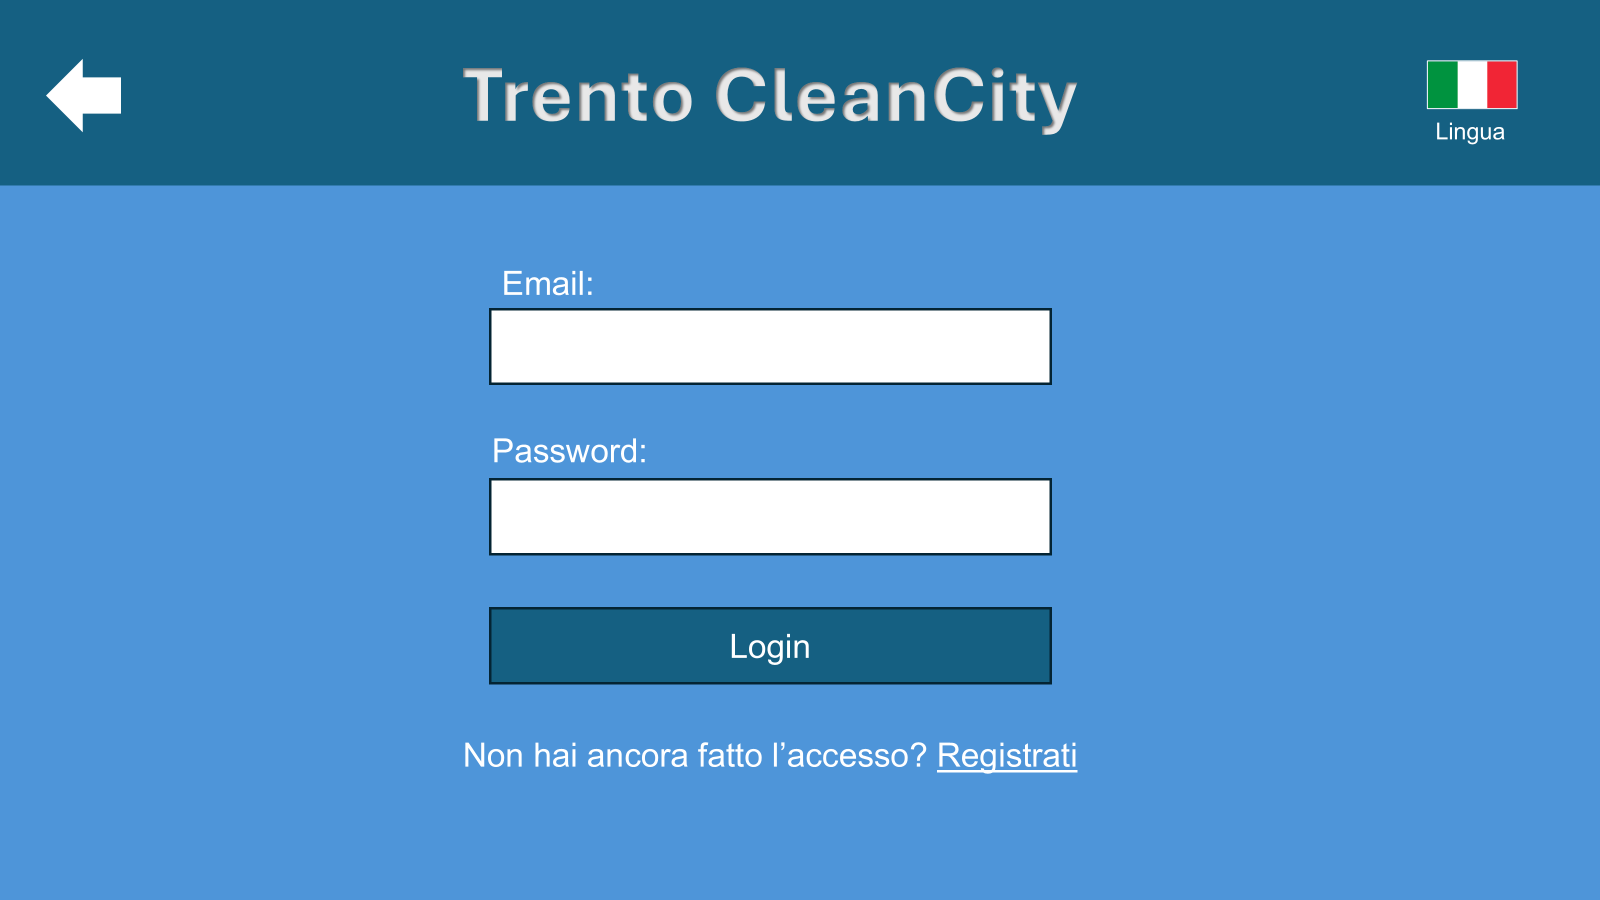 Trento CleanCity
Lingua
Email:
Password:
Login
Non hai ancora fatto l’accesso? Registrati